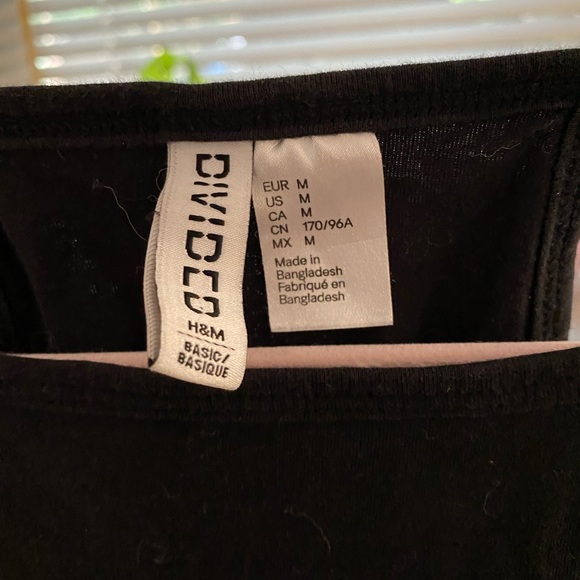 DIVIDED
H&M
BASIC/
BASIQUE
EUR M
US M
CA M
CN 170/96A
MX M
Made in
Bangladesh
Fabriqué en
Bangladesh